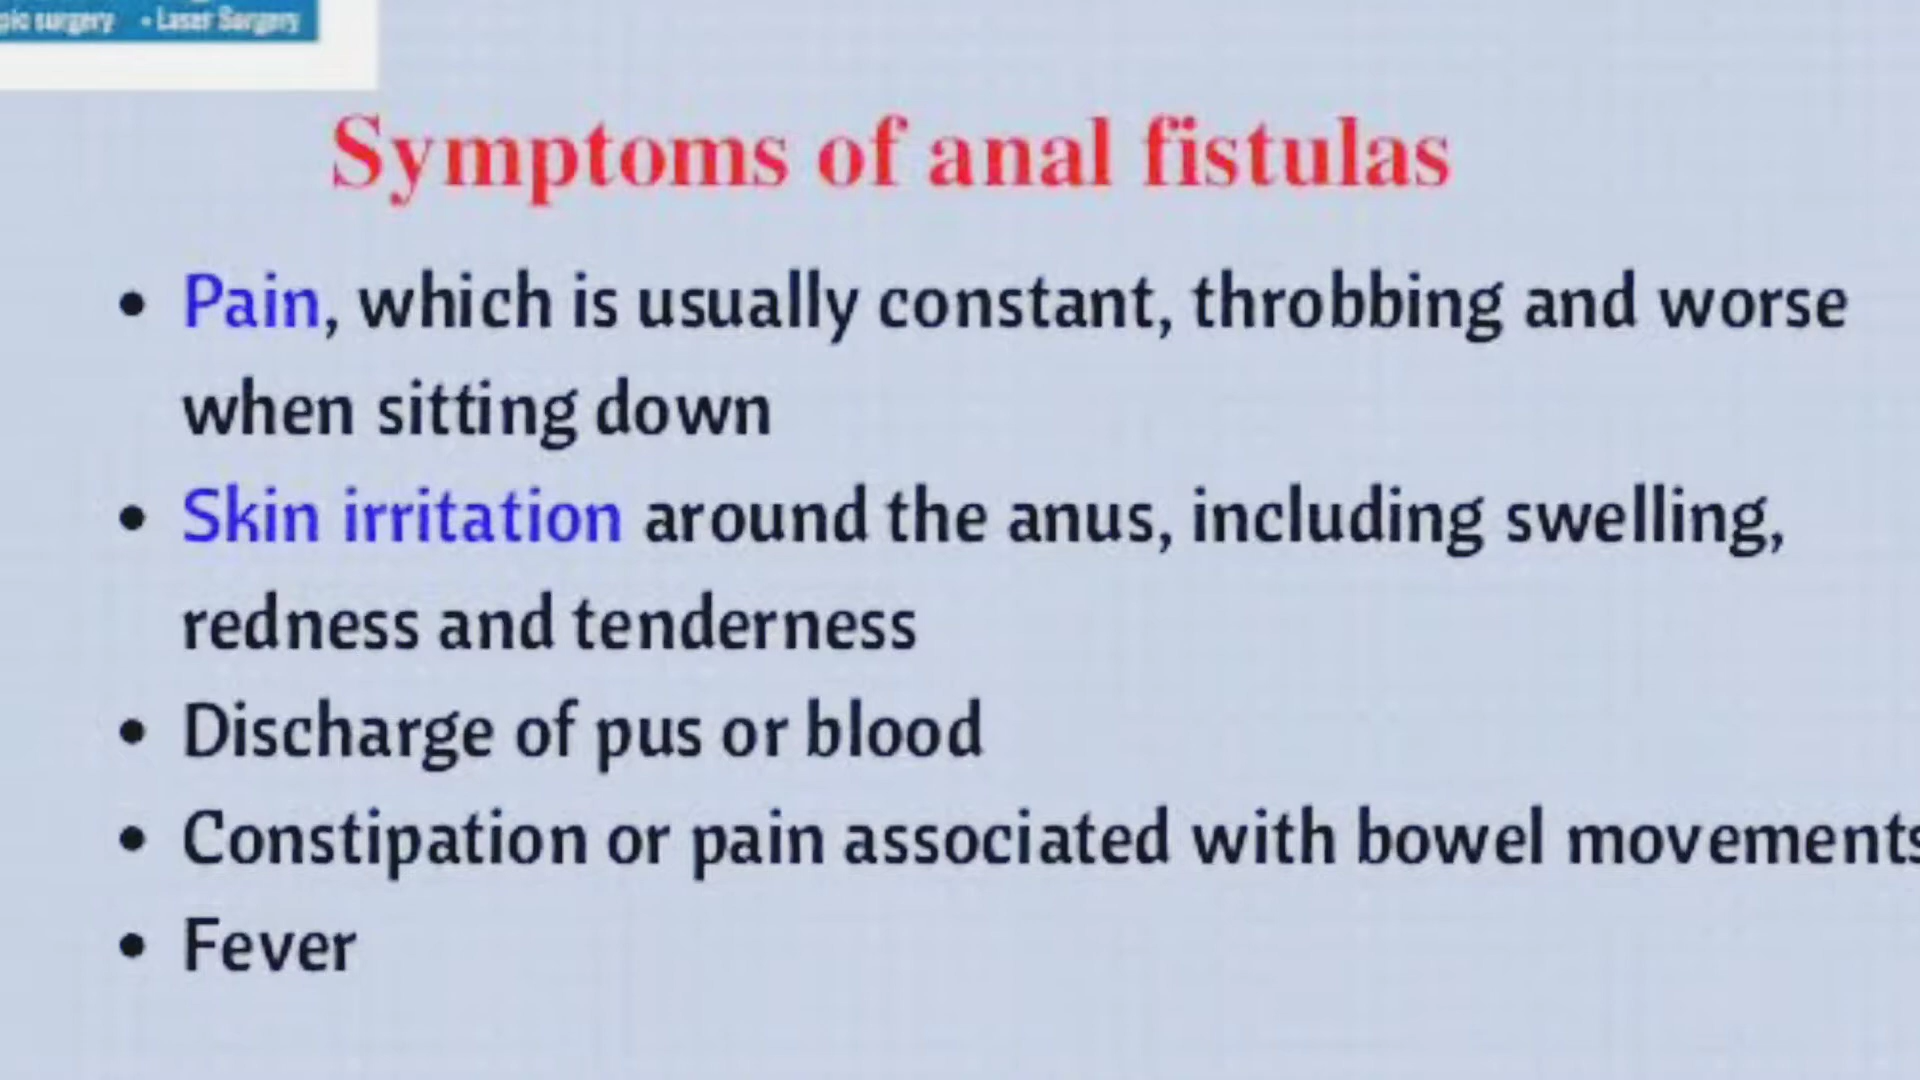 surgery • Laser Surgery
Symptoms of anal fistulas
• Pain, which is usually constant, throbbing and worse
when sitting down
• Skin irritation around the anus, including swelling,
redness and tenderness
• Discharge of pus or blood
• Constipation or pain associated with bowel movements
• Fever